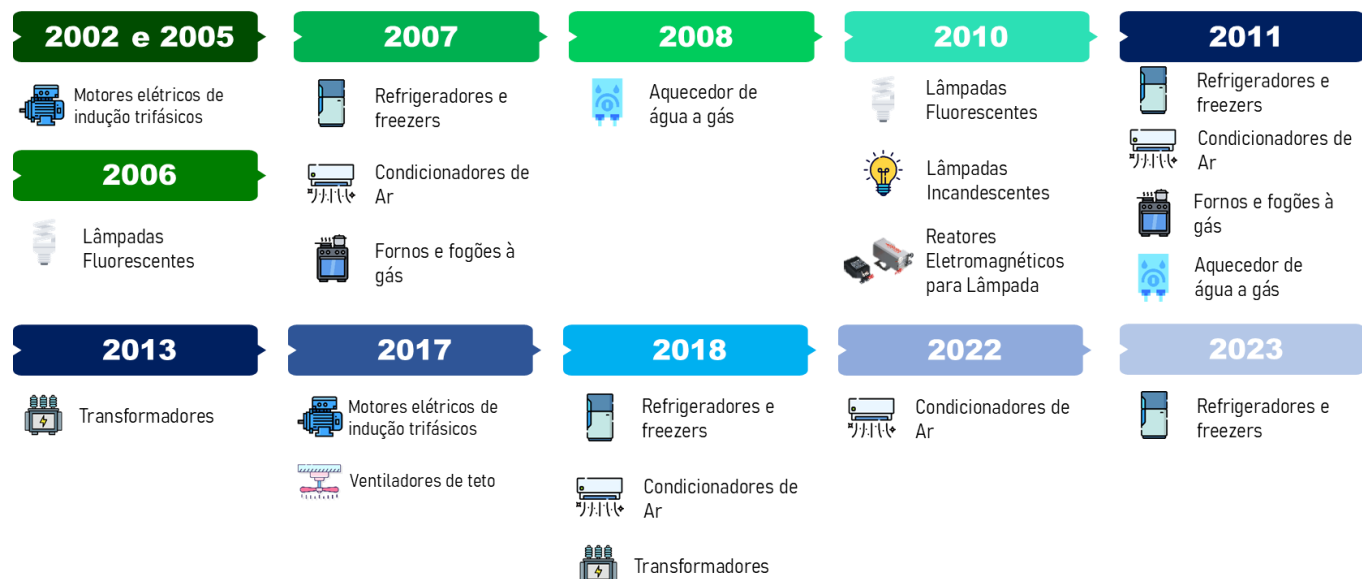 2002 e 2005
Motores elétricos de
indução trifásicos
2006
Lâmpadas
Fluorescentes
2007
Refrigeradores e
freezers
Condicionadores de
Ar
Fornos e fogões à
gás
2008
Aquecedor de
água a gás
2010
Lâmpadas
Fluorescentes
Lâmpadas
Incandescentes
Reatores
Eletromagnéticos
para Lâmpada
2011
Refrigeradores e
freezers
Condicionadores de
Ar
Fornos e fogões à
gás
Aquecedor de
água a gás
2013
Transformadores
2017
Motores elétricos de
indução trifásicos
Ventiladores de teto
2018
Refrigeradores e
freezers
Condicionadores de
Ar
Transformadores
2022
Condicionadores de
Ar
2023
Refrigeradores e
freezers